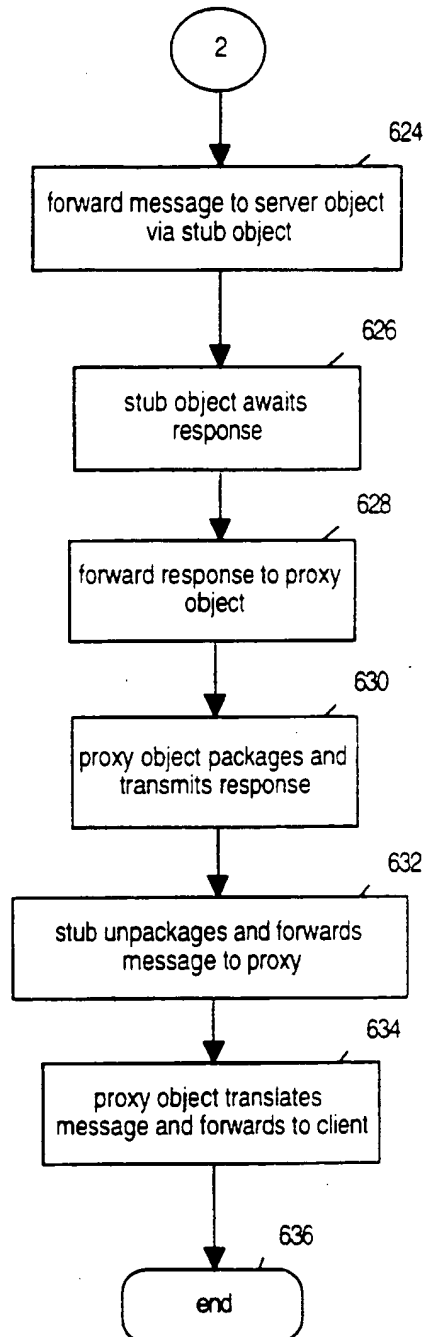 2
624
forward message to server object
via stub object
626
stub object awaits
response
628
forward response to proxy
object
630
proxy object packages and
transmits response
632
stub unpackages and forwards
message to proxy
634
proxy object translates
message and forwards to client
636
end